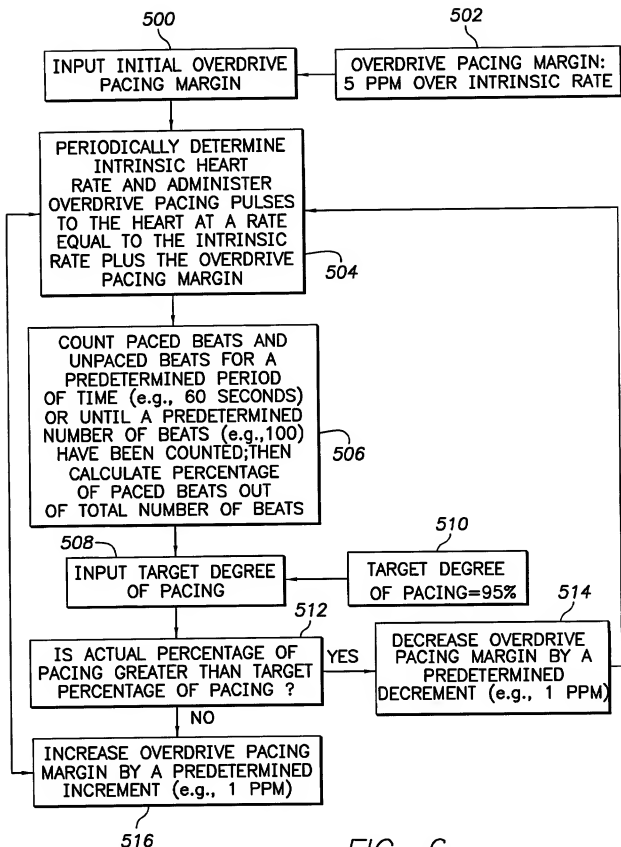 500
502
INPUT INITIAL OVERDRIVE
PACING MARGIN
OVERDRIVE PACING MARGIN:
5 PPM OVER INTRINSIC RATE
PERIODICALLY DETERMINE
INTRINSIC HEART
RATE AND ADMINISTER
OVERDRIVE PACING PULSES
TO THE HEART AT A RATE
EQUAL TO THE INTRINSIC
RATE PLUS THE OVERDRIVE
PACING MARGIN
504
COUNT PACED BEATS AND
UNPACED BEATS FOR A
PREDETERMINED PERIOD
OF TIME (e.g., 60 SECONDS)
OR UNTIL A PREDETERMINED
NUMBER OF BEATS (e.g.,100)
HAVE BEEN COUNTED;THEN
CALCULATE PERCENTAGE
OF PACED BEATS OUT
OF TOTAL NUMBER OF BEATS
506
508
INPUT TARGET DEGREE
OF PACING
510
TARGET DEGREE
OF PACING=95%
512
IS ACTUAL PERCENTAGE OF
PACING GREATER THAN TARGET
PERCENTAGE OF PACING ?
YES
514
DECREASE OVERDRIVE
PACING MARGIN BY A
PREDETERMINED
DECREMENT (e.g., 1 PPM)
NO
INCREASE OVERDRIVE PACING
MARGIN BY A PREDETERMINED
INCREMENT (e.g., 1 PPM)
516